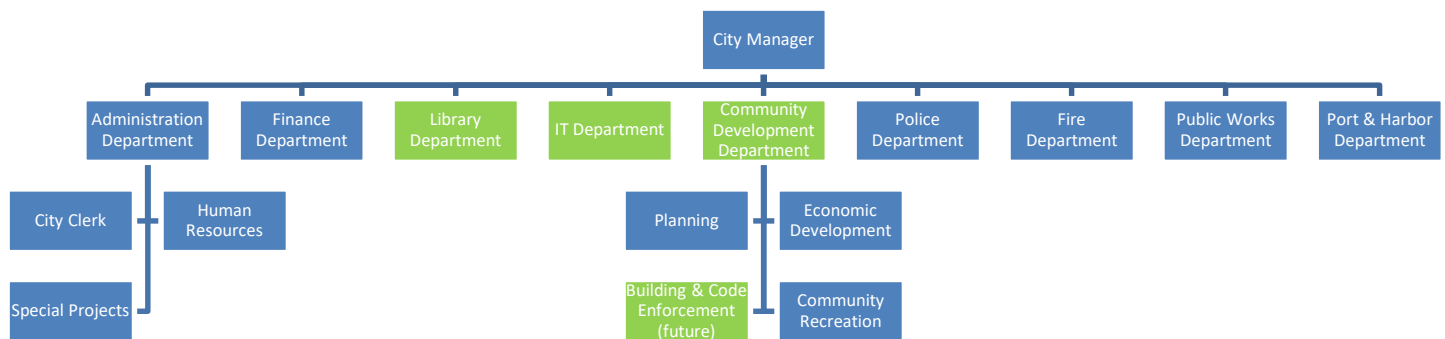 City Manager
Administration
Department
Finance
Department
Library
Department
IT Department
Community
Development
Department
Police
Department
Fire
Department
Public Works
Department
Port & Harbor
Department
City Clerk
Human
Resources
Planning
Economic
Development
Special Projects
Building & Code
Enforcement
(future)
Community
Recreation